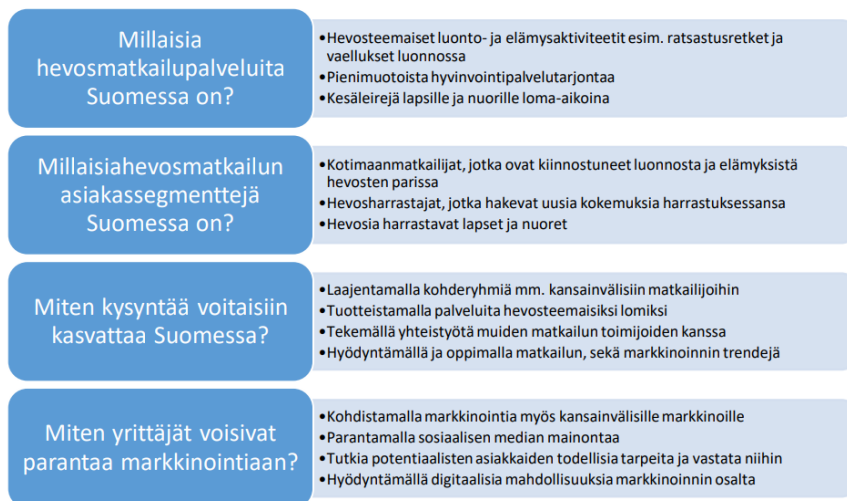 Millaisia
hevosmatkailupalveluita
Suomessa on?
•Hevosteemaiset luonto- ja elämysaktiviteetit esim. ratsastusretket ja
vaellukset luonnossa
•Pienimuotoista hyvinvointipalvelutarjontaa
•Kesäleirejä lapsille ja nuorille loma-aikoina
Millaisiahevosmatkailun
asiakassegmenttejä
Suomessa on?
•Kotimaanmatkailijat, jotka ovat kiinnostuneet luonnosta ja elämyksistä
hevosten parissa
•Hevosharrastajat, jotka hakevat uusia kokemuksia harrastuksessansa
•Hevosia harrastavat lapset ja nuoret
Miten kysyntää voitaisiin
kasvattaa Suomessa?
•Laajentamalla kohderyhmiä mm. kansainvälisiin matkailijoihin
•Tuotteistamalla palveluita hevosteemaisiksi lomiksi
•Tekemällä yhteistyötä muiden matkailun toimijoiden kanssa
•Hyödyntämällä ja oppimalla matkailun, sekä markkinoinnin trendejä
Miten yrittäjät voisivat
parantaa markkinointiaan?
•Kohdistamalla markkinointia myös kansainvälisille markkinoille
•Parantamalla sosiaalisen median mainontaa
•Tutkia potentiaalisten asiakkaiden todellisia tarpeita ja vastata niihin
•Hyödyntämällä digitaalisia mahdollisuuksia markkinoinnin osalta